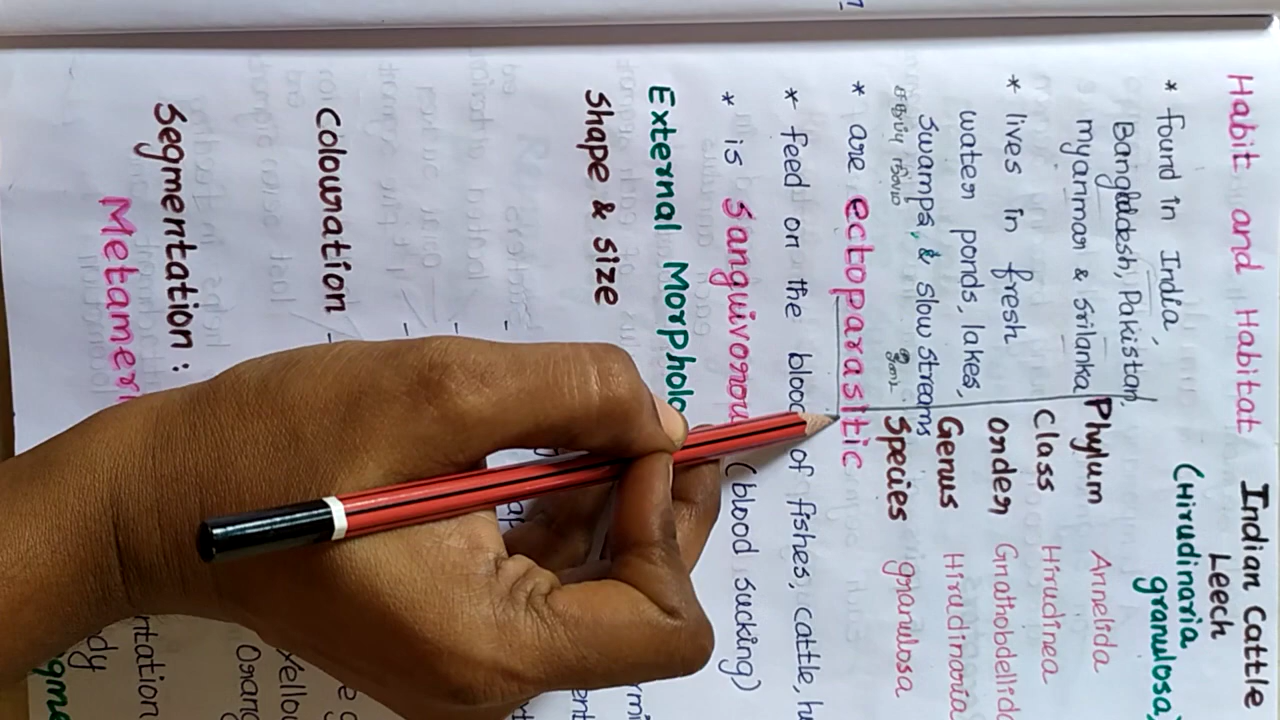 Indian Cattle
Leech
(Hirudinaria
granulosa)
Habit and Habitat
* found in India,
Bangladesh, Pakistan,
myanmar & Srilanka
* lives in fresh
water ponds, lakes,
swamps, & slow streams
Phylum Annelida
Class Hirudinea
Order Gnathobdellida
Genus Hirudinaria
Species granulosa
* are ectoparasitic
* feed on the blood of fishes, cattle,
* is Sanguivorou (blood sucking)
External Morpholo
Shape & size
Colouration -
Segmentation :
Metameri